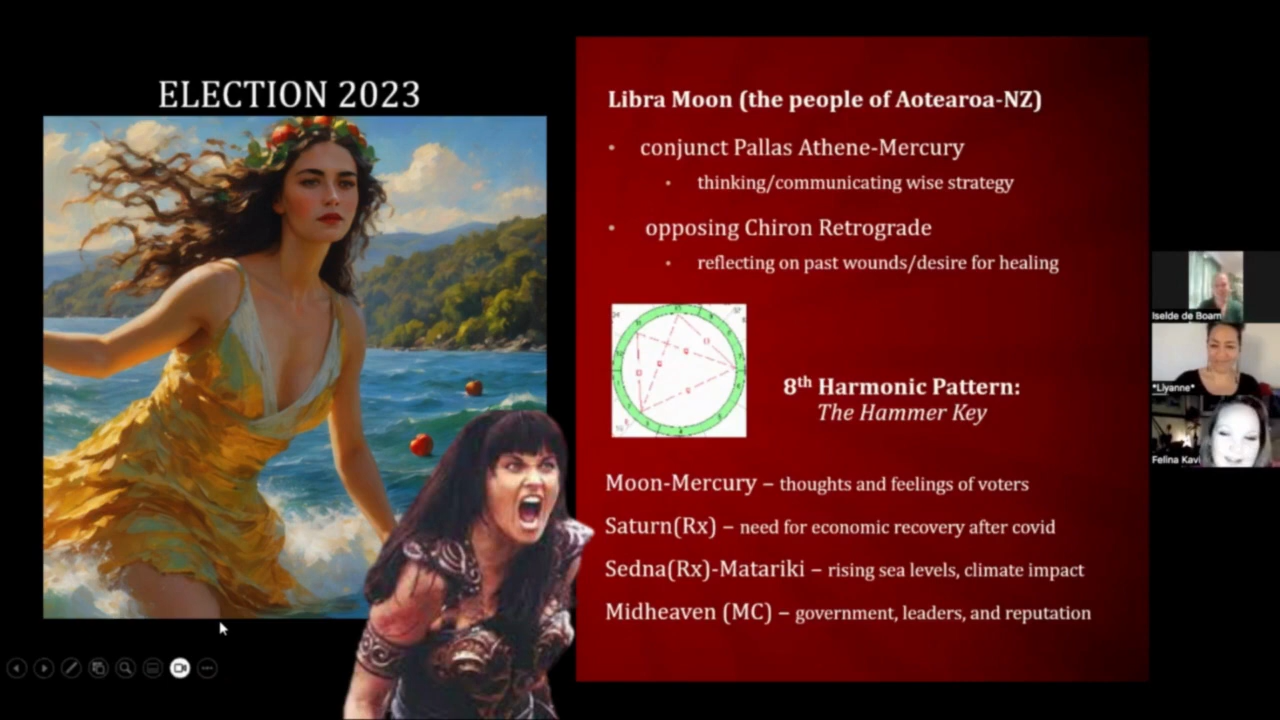 ELECTION 2023
Libra Moon (the people of Aotearoa-NZ)
• conjunct Pallas Athene-Mercury
• thinking/communicating wise strategy
• opposing Chiron Retrograde
• reflecting on past wounds/desire for healing
8th Harmonic Pattern:
The Hammer Key
Moon-Mercury – thoughts and feelings of voters
Saturn(Rx) – need for economic recovery after covid
Sedna(Rx)-Matariki – rising sea levels, climate impact
Midheaven (MC) – government, leaders, and reputation
Iselde de Boam
*Liyanne*
Felina Kavi